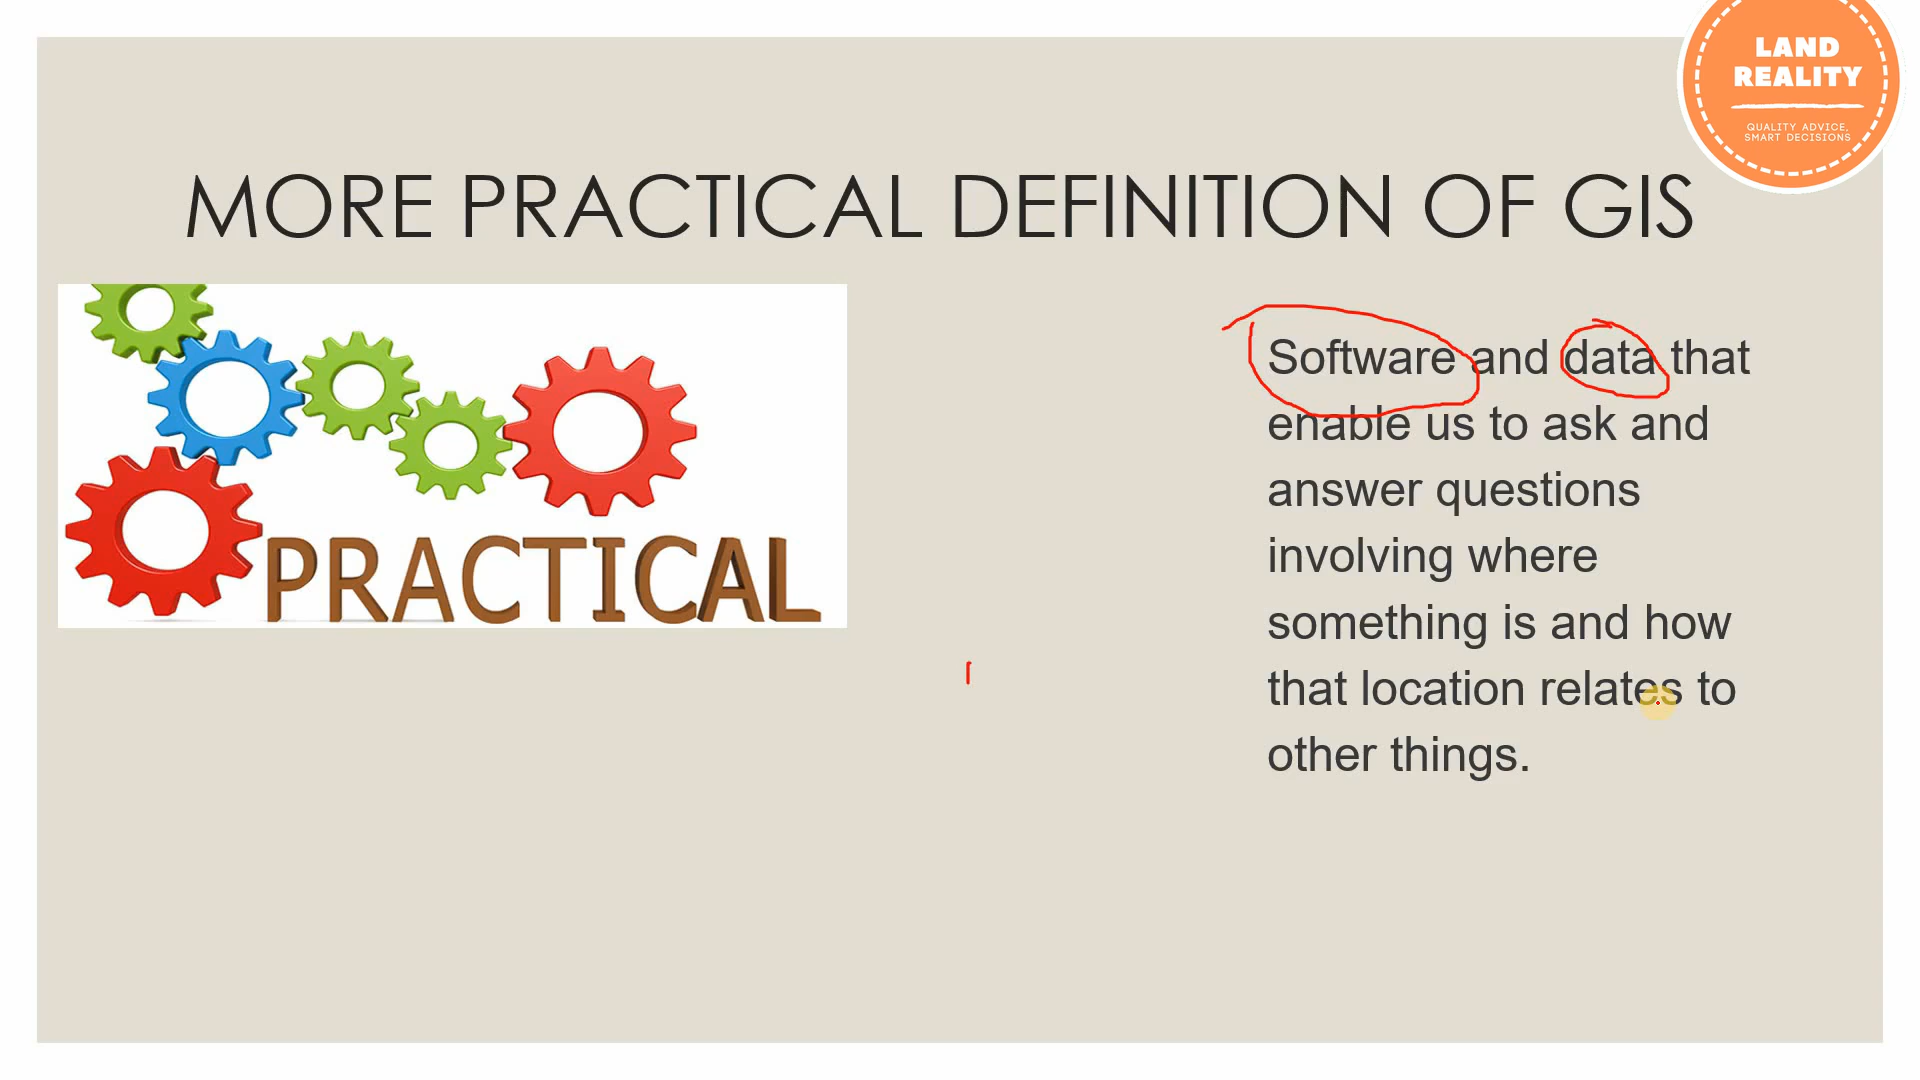 LAND
REALITY
QUALITY ADVICE,
SMART DECISIONS
MORE PRACTICAL DEFINITION OF GIS
PRACTICAL
Software and data that
enable us to ask and
answer questions
involving where
something is and how
that location relates to
other things.